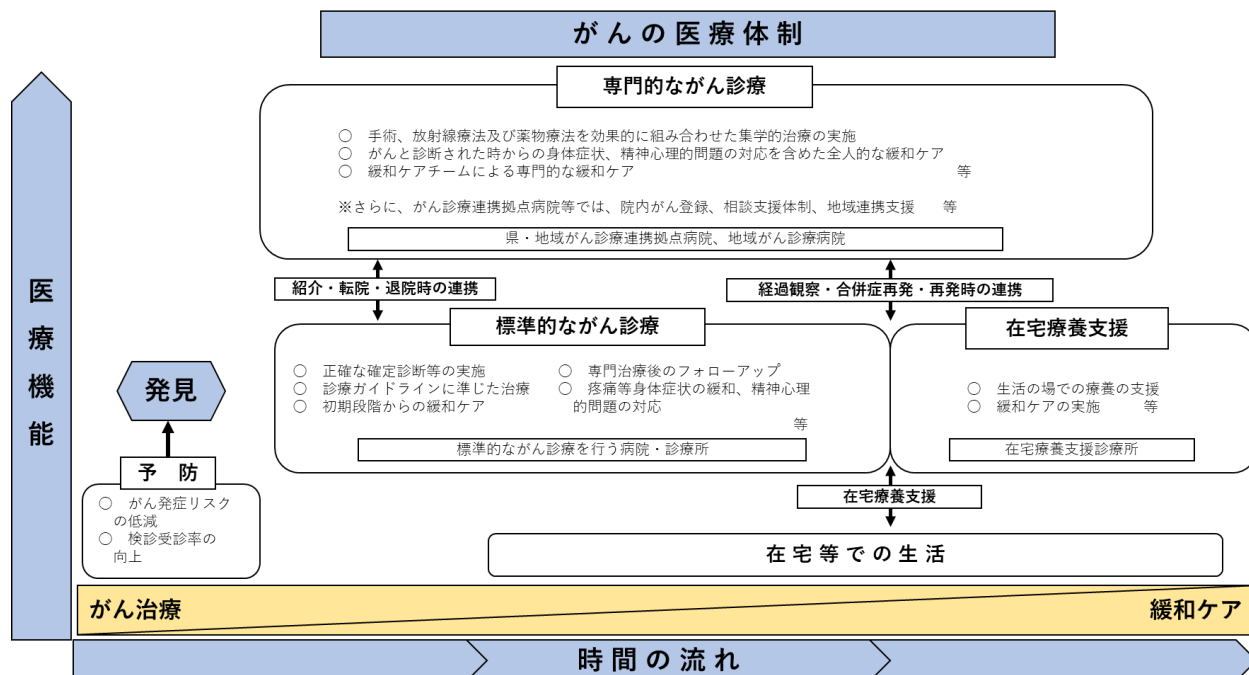 がんの医療体制
専門的ながん診療
○ 手術、放射線療法及び薬物療法を効果的に組み合わせた集学的治療の実施
○ がんと診断された時からの身体症状、精神心理的問題の対応を含めた全人的な緩和ケア
○ 緩和ケアチームによる専門的な緩和ケア 等
※さらに、がん診療連携拠点病院等では、院内がん登録、相談支援体制、地域連携支援 等
県・地域がん診療連携拠点病院、地域がん診療病院
紹介・転院・退院時の連携
経過観察・合併症再発・再発時の連携
標準的ながん診療
○ 正確な確定診断等の実施
○ 診療ガイドラインに準じた治療
○ 初期段階からの緩和ケア
○ 専門治療後のフォローアップ
○ 疼痛等身体症状の緩和、精神心理
的問題の対応
等
標準的ながん診療を行う病院・診療所
在宅療養支援
○ 生活の場での療養の支援
○ 緩和ケアの実施 等
在宅療養支援診療所
医療機能
発見
予 防
○ がん発症リスク
の低減
○ 検診受診率の
向上
在宅療養支援
在宅等での生活
がん治療
緩和ケア
時間の流れ